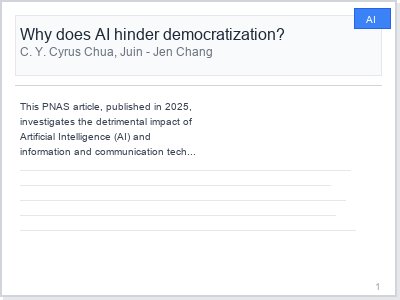 AI
Why does AI hinder democratization?
C. Y. Cyrus Chua, Juin - Jen Chang
This PNAS article, published in 2025,
investigates the detrimental impact of
Artificial Intelligence (AI) and
information and communication tech...
1